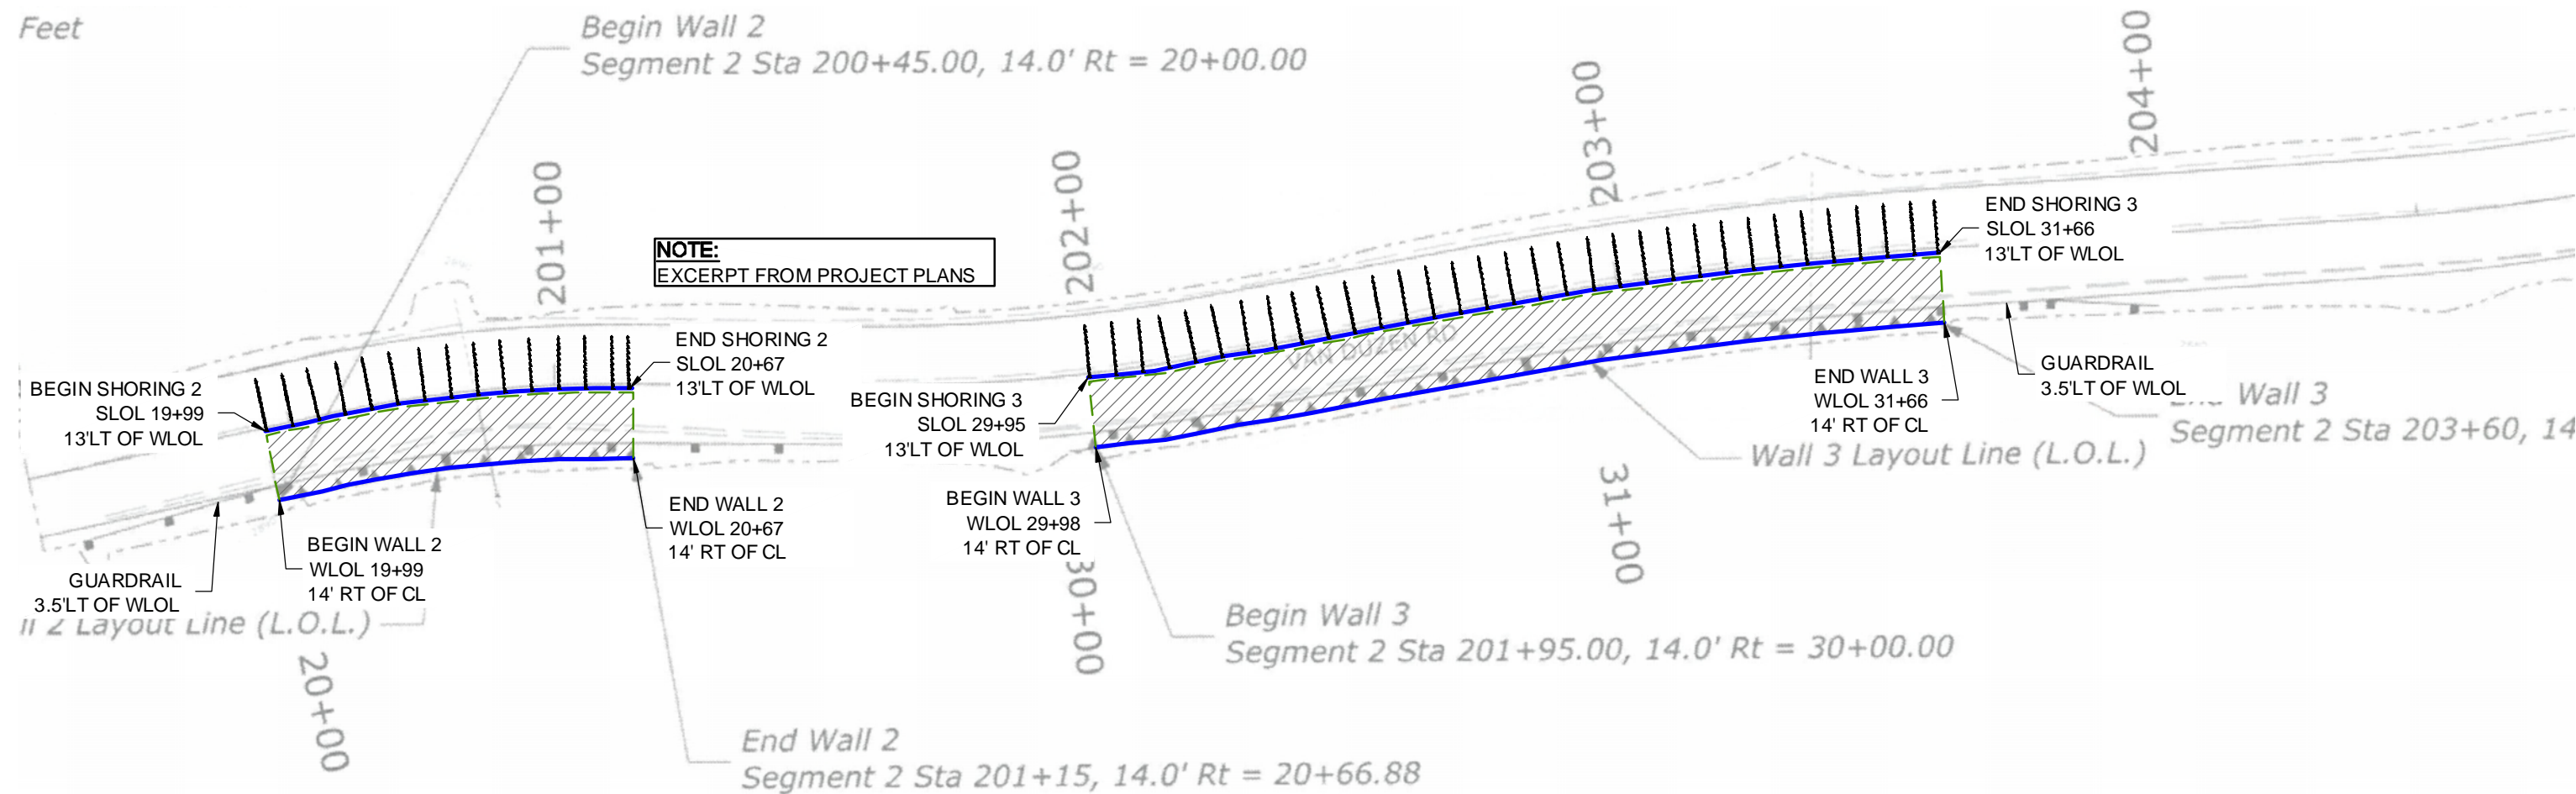 Feet
Begin Wall 2
Segment 2 Sta 200+45.00, 14.0' Rt = 20+00.00
201+00
202+00
203+00
204+00
NOTE:
EXCERPT FROM PROJECT PLANS
BEGIN SHORING 2
SLOL 19+99
13'LT OF WLOL
END SHORING 2
SLOL 20+67
13'LT OF WLOL
BEGIN SHORING 3
SLOL 29+95
13'LT OF WLOL
VAN DUZEN RD
END SHORING 3
SLOL 31+66
13'LT OF WLOL
GUARDRAIL
3.5'LT OF WLOL
END WALL 3
WLOL 31+66
14' RT OF CL
Wall 3
Segment 2 Sta 203+60, 14
Wall 3 Layout Line (L.O.L.)
GUARDRAIL
3.5'LT OF WLOL
BEGIN WALL 2
WLOL 19+99
14' RT OF CL
2 Layout Line (L.O.L.)
END WALL 2
WLOL 20+67
14' RT OF CL
BEGIN WALL 3
WLOL 29+98
14' RT OF CL
20+00
30+00
31+00
Begin Wall 3
Segment 2 Sta 201+95.00, 14.0' Rt = 30+00.00
End Wall 2
Segment 2 Sta 201+15, 14.0' Rt = 20+66.88